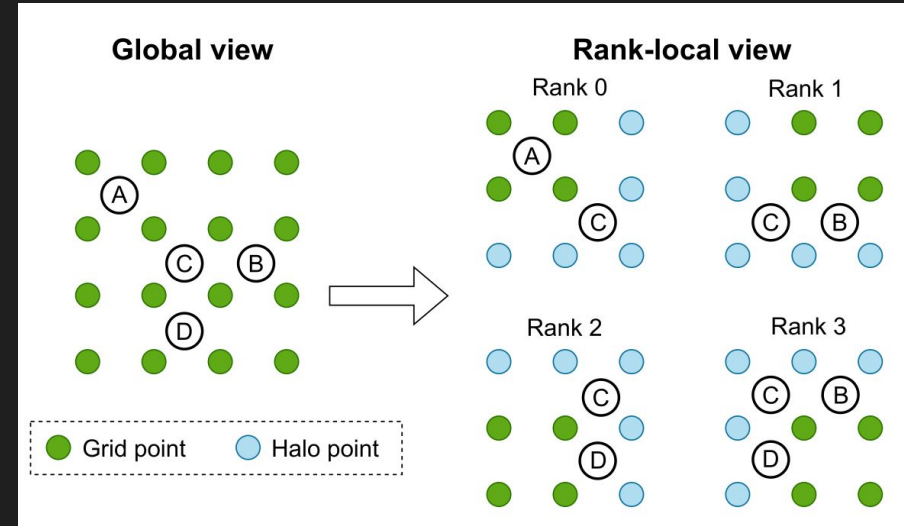 Global view
A
C
B
D
Grid point
Halo point
Rank-local view
Rank 0
A
C
Rank 1
C
B
Rank 2
C
D
Rank 3
C
B
D